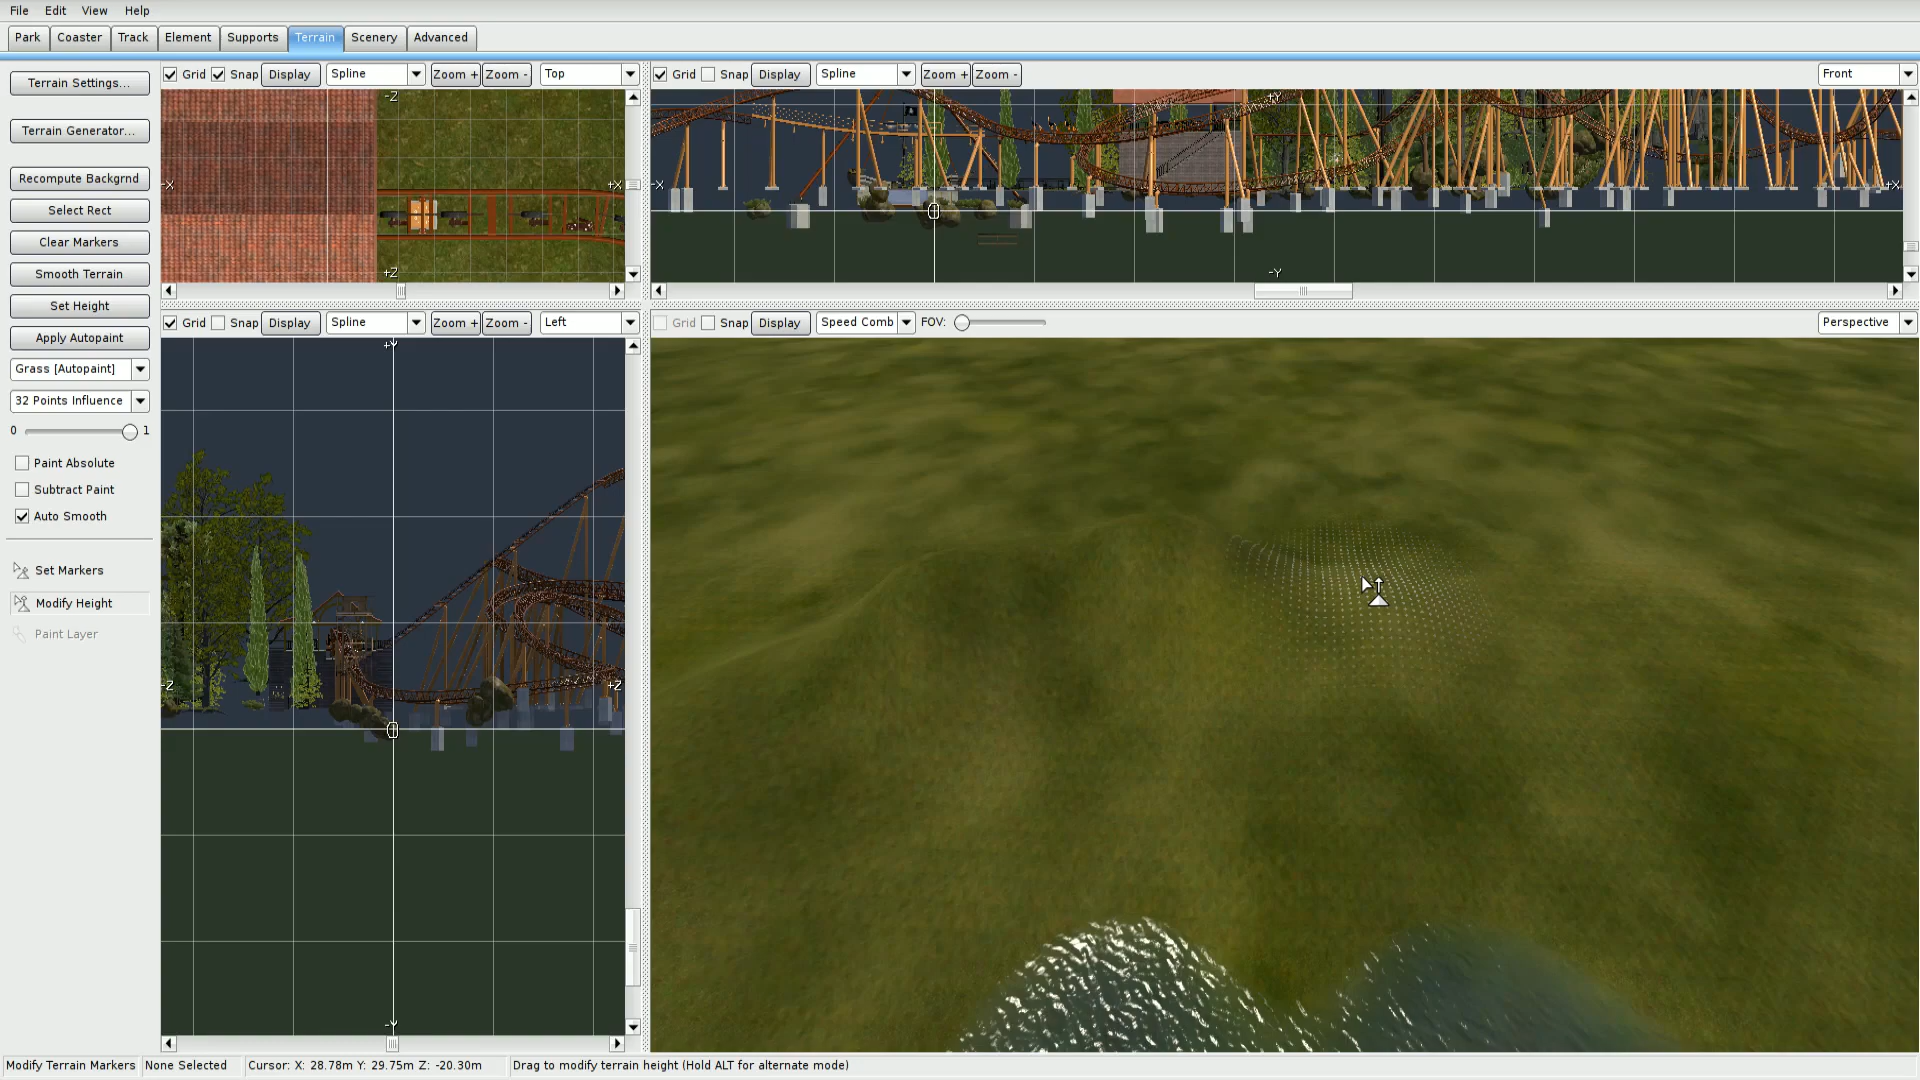 File Edit View Help
Park Coaster Track Element Supports Terrain Scenery Advanced
Terrain Settings...
Terrain Generator...
Recompute Backgrnd
Select Rect
Clear Markers
Smooth Terrain
Set Height
Apply Autopaint
Grass [Autopaint]
32 Points Influence
0 1
Paint Absolute
Subtract Paint
Auto Smooth
Set Markers
Modify Height
Paint Layer
Grid Snap Display Spline Zoom + Zoom - Top
-Z
-X +X
+Z
Grid Snap Display Spline Zoom + Zoom - Front
+Y
-X +X
-Y
Grid Snap Display Spline Zoom + Zoom - Left
+Y
-Z +Z
-Y
Grid Snap Display Speed Comb FOV: Perspective
Modify Terrain Markers None Selected Cursor: X: 28.78m Y: 29.75m Z: -20.30m Drag to modify terrain height (Hold ALT for alternate mode)